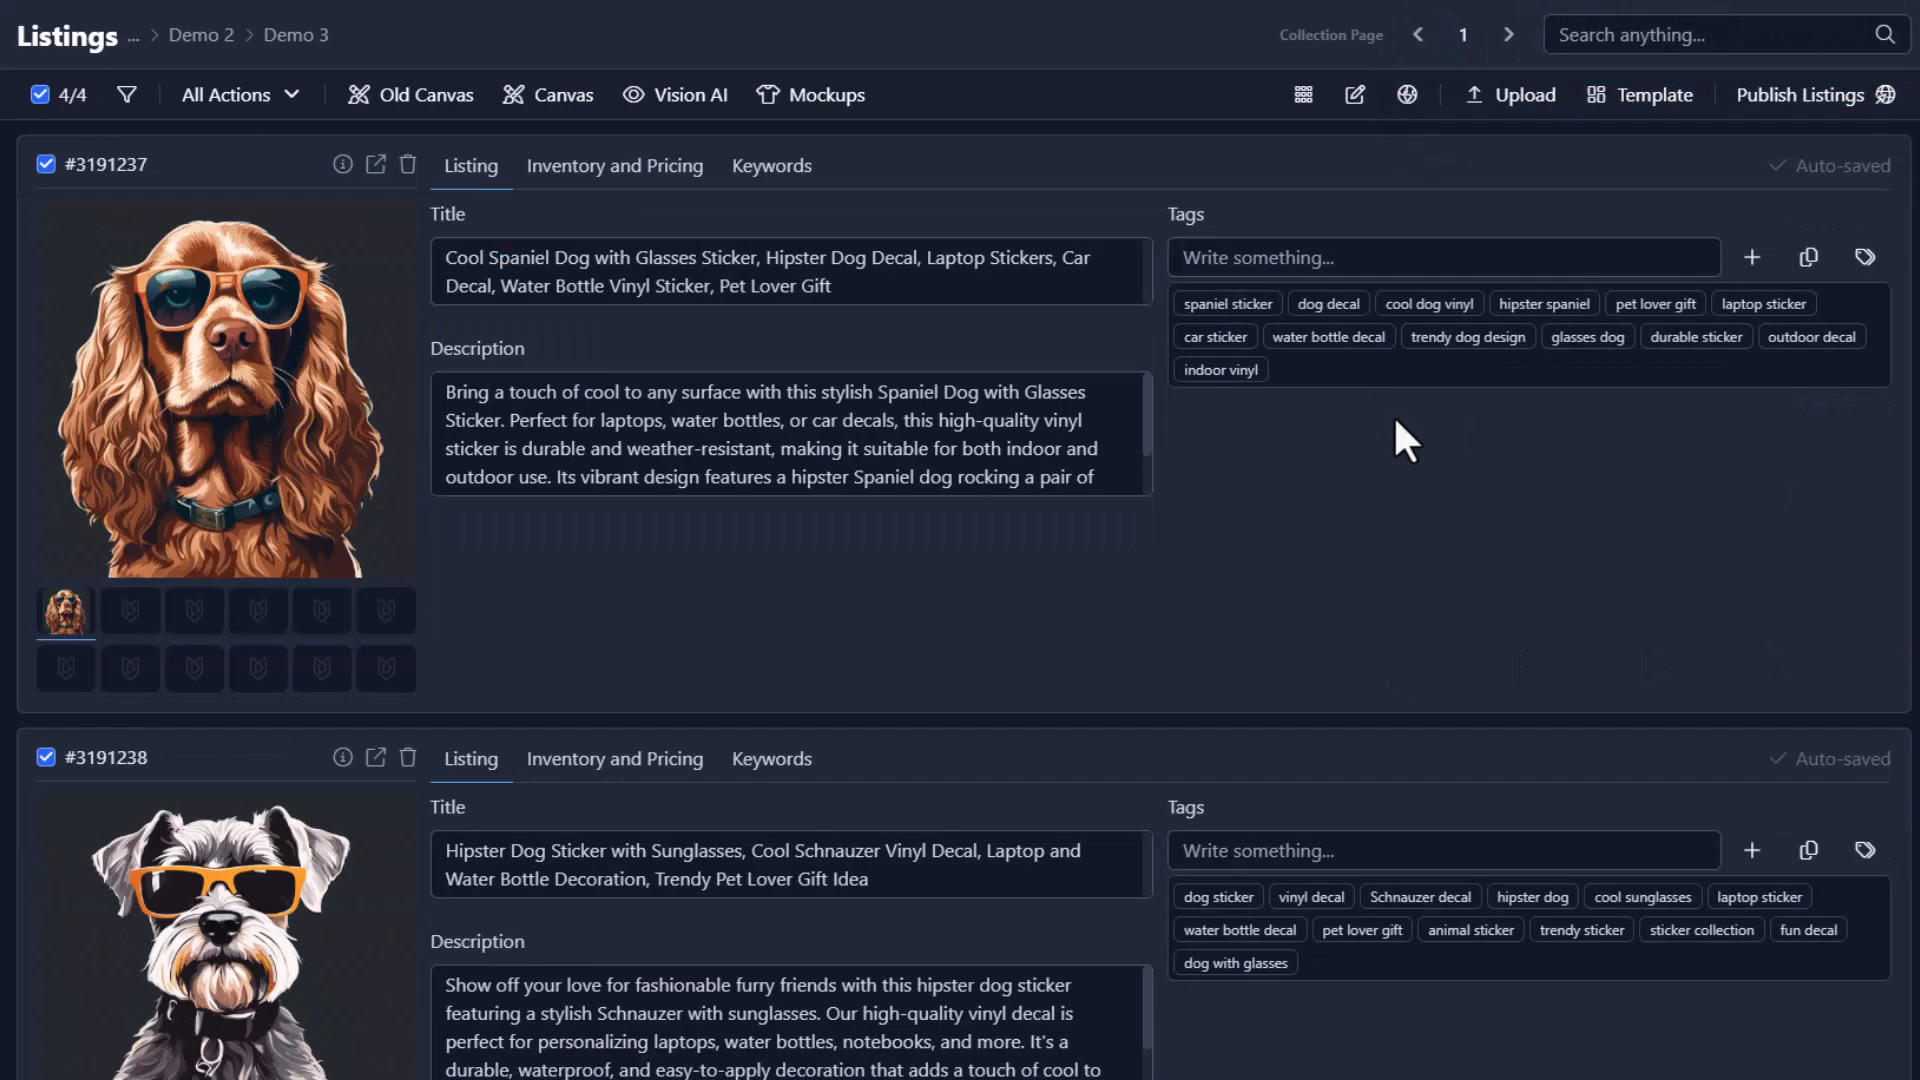 Listings ... > Demo 2 > Demo 3
Collection Page < 1 > Search anything...
4/4 All Actions Old Canvas Canvas Vision AI Mockups Upload Template Publish Listings
#3191237
Listing Inventory and Pricing Keywords Auto-saved
Title
Cool Spaniel Dog with Glasses Sticker, Hipster Dog Decal, Laptop Stickers, Car
Decal, Water Bottle Vinyl Sticker, Pet Lover Gift
Description
Bring a touch of cool to any surface with this stylish Spaniel Dog with Glasses
Sticker. Perfect for laptops, water bottles, or car decals, this high-quality vinyl
sticker is durable and weather-resistant, making it suitable for both indoor and
outdoor use. Its vibrant design features a hipster Spaniel dog rocking a pair of
Tags
Write something...
spaniel sticker dog decal cool dog vinyl hipster spaniel pet lover gift laptop sticker
car sticker water bottle decal trendy dog design glasses dog durable sticker outdoor decal
indoor vinyl
#3191238
Listing Inventory and Pricing Keywords Auto-saved
Title
Hipster Dog Sticker with Sunglasses, Cool Schnauzer Vinyl Decal, Laptop and
Water Bottle Decoration, Trendy Pet Lover Gift Idea
Description
Show off your love for fashionable furry friends with this hipster dog sticker
featuring a stylish Schnauzer with sunglasses. Our high-quality vinyl decal is
perfect for personalizing laptops, water bottles, notebooks, and more. It's a
durable, waterproof, and easy-to-apply decoration that adds a touch of cool to
Tags
Write something...
dog sticker vinyl decal Schnauzer decal hipster dog cool sunglasses laptop sticker
water bottle decal pet lover gift animal sticker trendy sticker sticker collection fun decal
dog with glasses